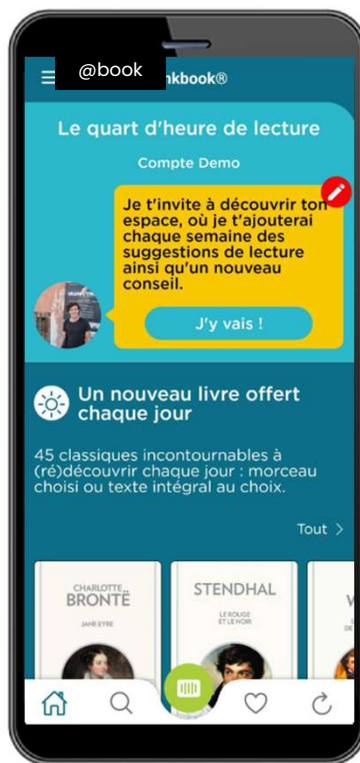 @book
nkbook®
Le quart d'heure de lecture
Compte Demo
Je t'invite à découvrir ton
espace, où je t'ajouterai
chaque semaine des
suggestions de lecture
ainsi qu'un nouveau
conseil.
J'y vais !
Un nouveau livre offert
chaque jour
45 classiques incontournables à
(ré)découvrir chaque jour : morceau
choisi ou texte intégral au choix.
Tout >
CHARLOTTE
BRONTË
JANE EYRE
STENDHAL
LE ROUGE
ET LE NOIR